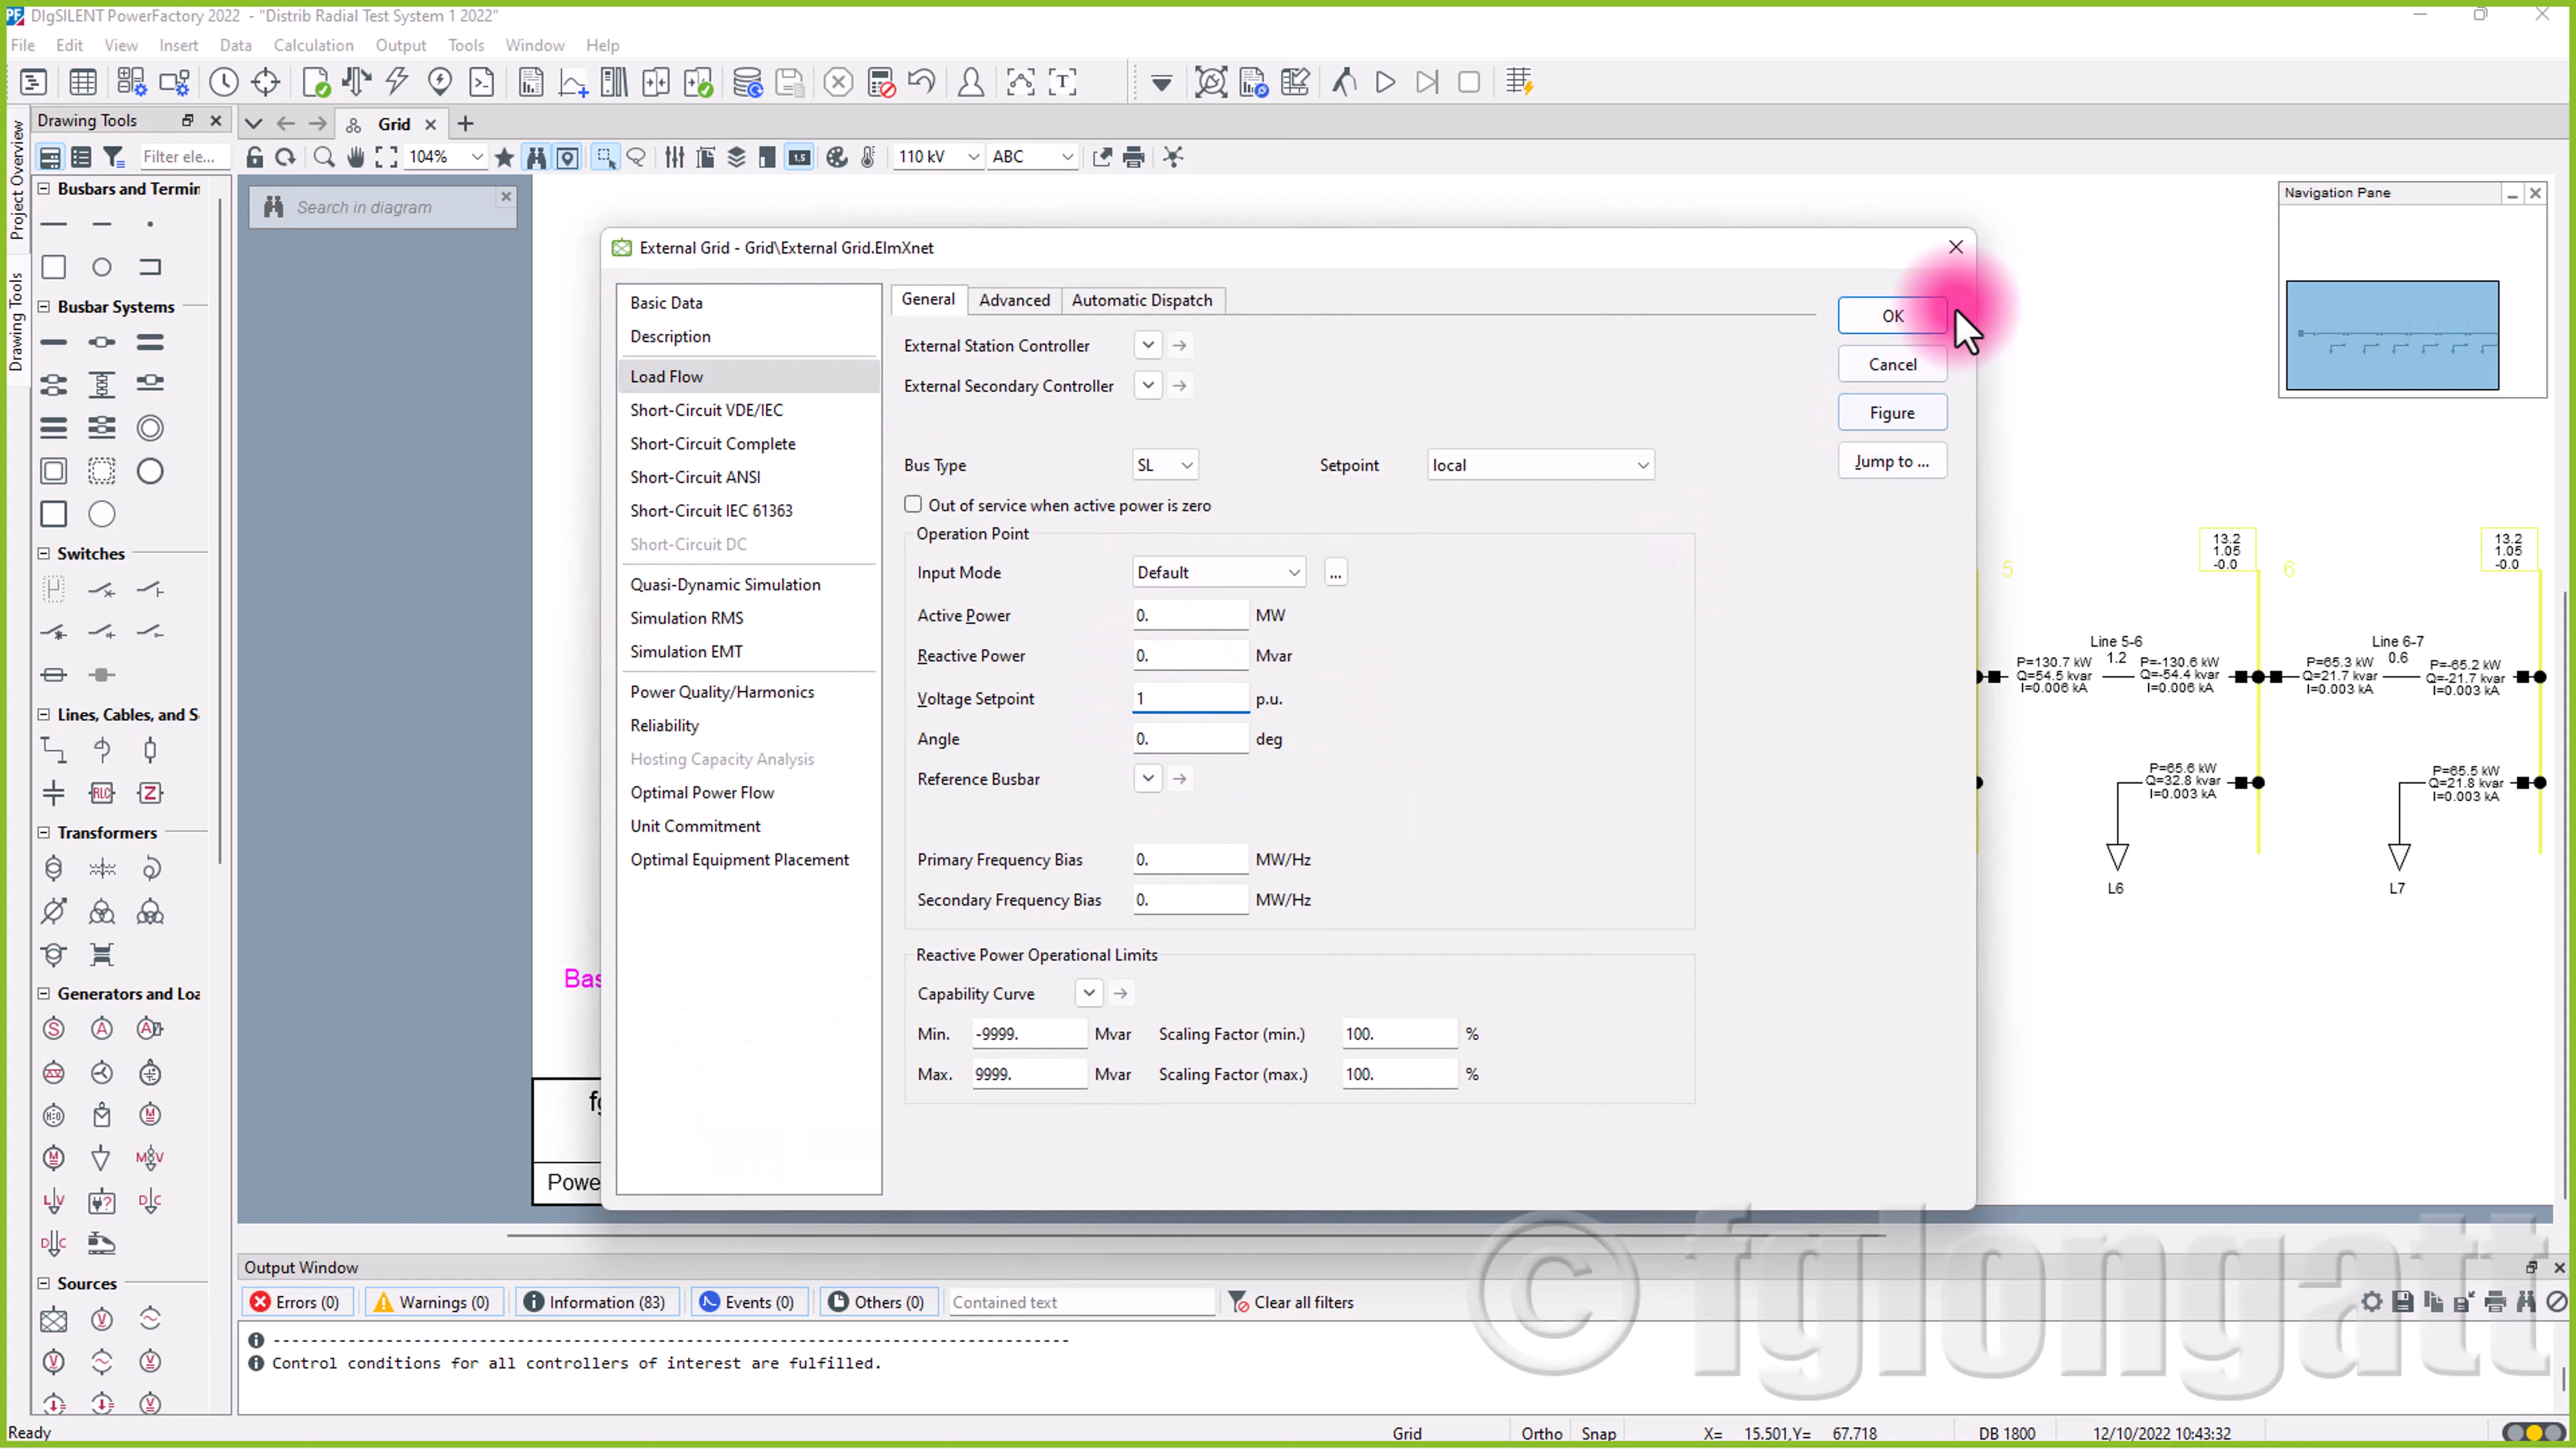 DIgSILENT PowerFactory 2022 - "Distrib Radial Test System 1 2022"
File Edit View Insert Data Calculation Output Tools Window Help
Drawing Tools
Grid
Filter ele...
104%
1.5
110 kV
ABC
Project Overview
Drawing Tools
Busbars and Termin
Busbar Systems
Switches
Lines, Cables, and S
Transformers
Generators and Loa
Sources
Search in diagram
Navigation Pane
External Grid - Grid\External Grid.ElmXnet
Basic Data
Description
Load Flow
Short-Circuit VDE/IEC
Short-Circuit Complete
Short-Circuit ANSI
Short-Circuit IEC 61363
Short-Circuit DC
Quasi-Dynamic Simulation
Simulation RMS
Simulation EMT
Power Quality/Harmonics
Reliability
Hosting Capacity Analysis
Optimal Power Flow
Unit Commitment
Optimal Equipment Placement
General Advanced Automatic Dispatch
External Station Controller
External Secondary Controller
Bus Type SL Setpoint local
Out of service when active power is zero
Operation Point
Input Mode Default ...
Active Power 0. MW
Reactive Power 0. Mvar
Voltage Setpoint 1 p.u.
Angle 0. deg
Reference Busbar
Primary Frequency Bias 0. MW/Hz
Secondary Frequency Bias 0. MW/Hz
Reactive Power Operational Limits
Capability Curve
Min. -9999. Mvar Scaling Factor (min.) 100. %
Max. 9999. Mvar Scaling Factor (max.) 100. %
OK
Cancel
Figure
Jump to ...
5
13.2
1.05
-0.0
6
13.2
1.05
-0.0
Line 5-6
1.2
P=130.7 kW
Q=54.5 kvar
I=0.006 kA
P=-130.6 kW
Q=-54.4 kvar
I=0.006 kA
Line 6-7
0.6
P=65.3 kW
Q=21.7 kvar
I=0.003 kA
P=-65.2 kW
Q=-21.7 kvar
I=0.003 kA
P=65.6 kW
Q=32.8 kvar
I=0.003 kA
L6
P=65.5 kW
Q=21.8 kvar
I=0.003 kA
L7
Bas
fg
Powe
Output Window
Errors (0) Warnings (0) Information (83) Events (0) Others (0) Contained text Clear all filters
--------------------------------------------------------------------------------
Control conditions for all controllers of interest are fulfilled.
© fglongatt
Ready
Grid Ortho Snap X= 15.501,Y= 67.718 DB 1800 12/10/2022 10:43:32